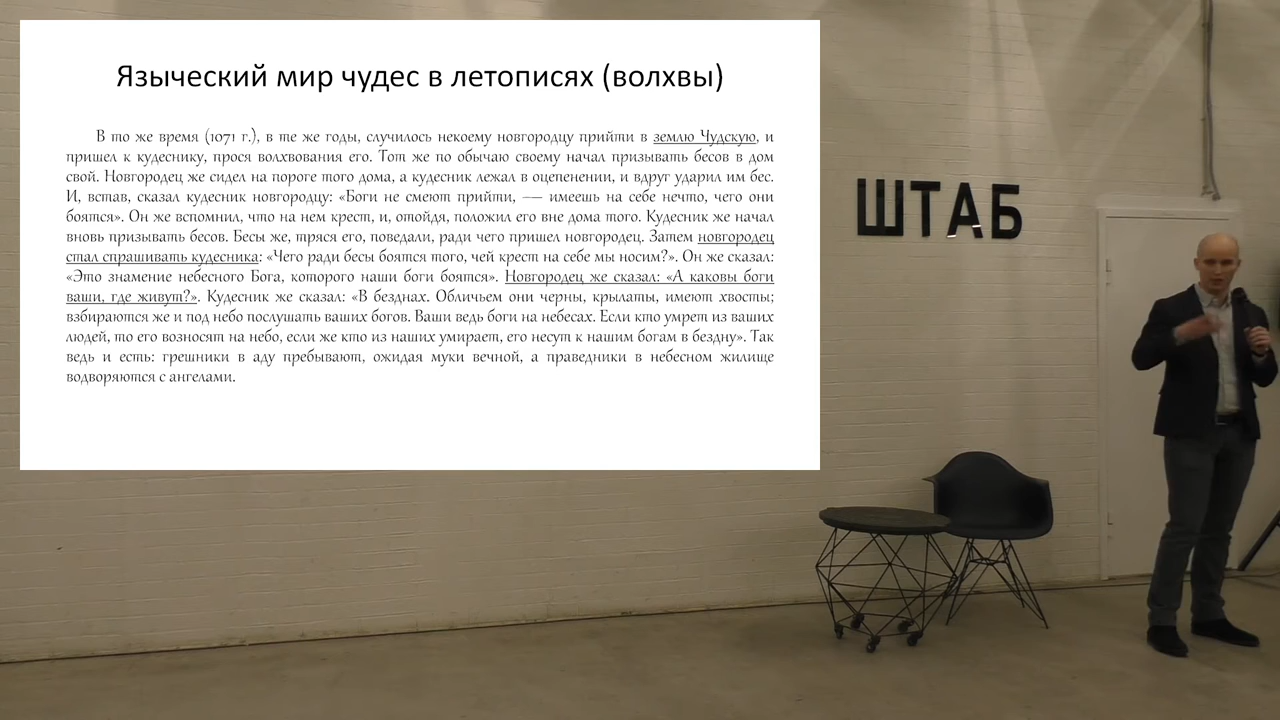 Языческий мир чудес в летописях (волхвы)
В то же время (1071 г.), в те же годы, случилось некоему новгородцу прийти в землю Чудскую, и
пришел к кудеснику, прося волхвования его. Тот же по обычаю своему начал призывать бесов в дом
свой. Новгородец же сидел на пороге того дома, а кудесник лежал в оцепенении, и вдруг ударил им бес.
И, встав, сказал кудесник новгородцу: «Боги не смеют прийти, — имеешь на себе нечто, чего они
боятся». Он же вспомнил, что на нем крест, и, отойдя, положил его вне дома того. Кудесник же начал
вновь призывать бесов. Бесы же, тряся его, поведали, ради чего пришел новгородец. Затем новгородец
стал спрашивать кудесника: «Чего ради бесы боятся того, чей крест на себе мы носим?». Он же сказал:
«Это знамение небесного Бога, которого наши боги боятся». Новгородец же сказал: «А каковы боги
ваши, где живут?». Кудесник же сказал: «В безднах. Обличьем они черны, крылаты, имеют хвосты;
взбираются же и под небо послушать ваших богов. Ваши ведь боги на небесах. Если кто умрет из ваших
людей, то его возносят на небо, если же кто из наших умирает, его несут к нашим богам в бездну». Так
ведь и есть: грешники в аду пребывают, ожидая муки вечной, а праведники в небесном жилище
водворяются с ангелами.
ШТАБ